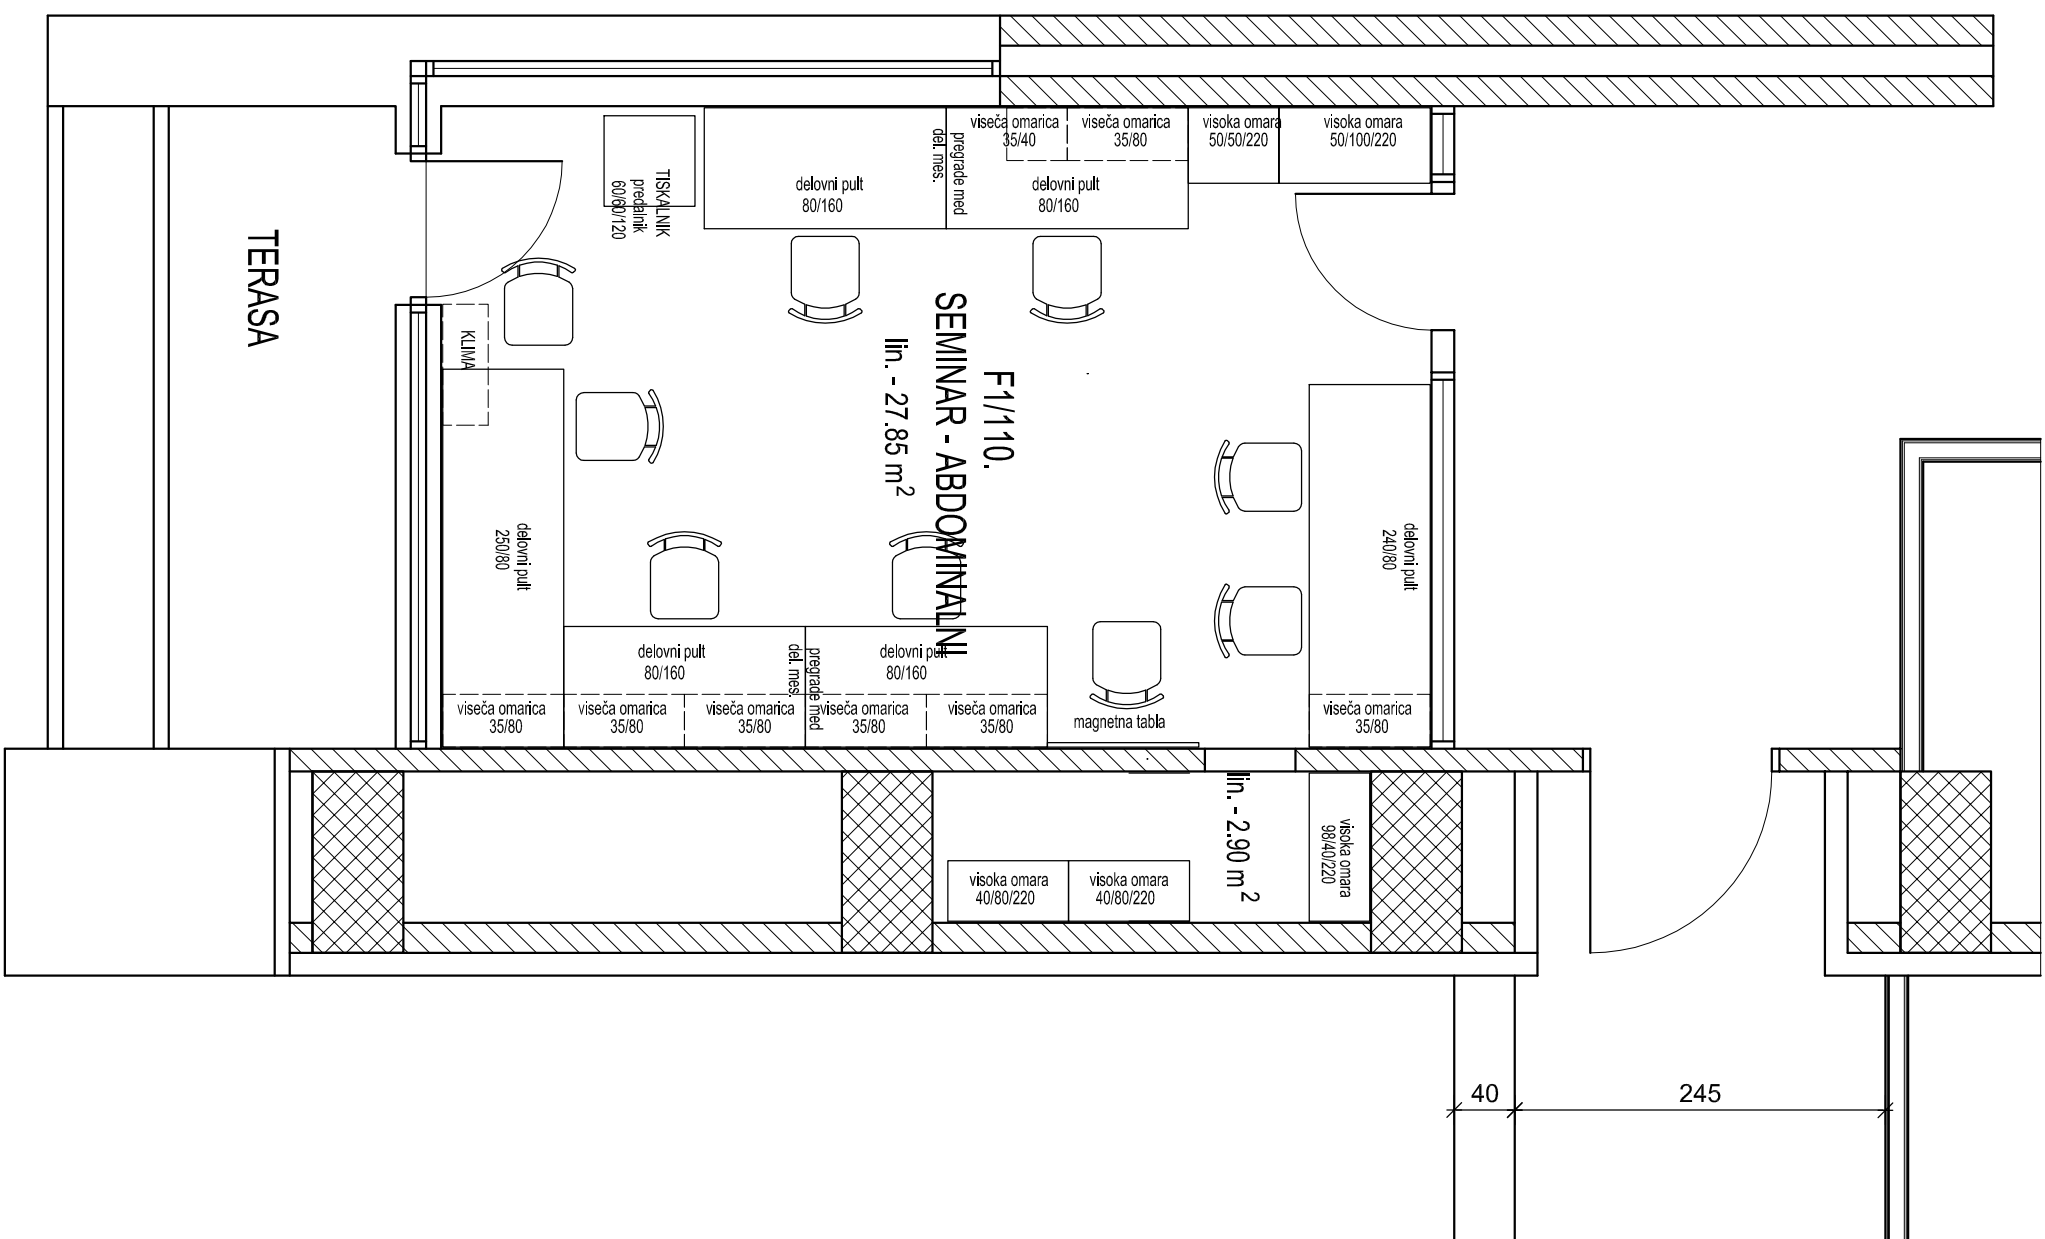 viseča omarica
35/40
viseča omarica
35/80
visoka omara
50/50/220
visoka omara
50/100/220
pregrade med
del. mes.
delovni pult
80/160
delovni pult
80/160
TISKALNIK
predalnik
60/60/120
TERASA
KLIMA
F1/110.
SEMINAR - ABDOMINALNI
lin. - 27.85 m²
delovni pult
250/80
delovni pult
240/80
delovni pult
80/160
pregrade med
del. mes.
delovni pult
80/160
viseča omarica
35/80
viseča omarica
35/80
viseča omarica
35/80
viseča omarica
35/80
viseča omarica
35/80
magnetna tabla
viseča omarica
35/80
lin. - 2.90 m²
visoka omara
98/40/220
visoka omara
40/80/220
visoka omara
40/80/220
40
245